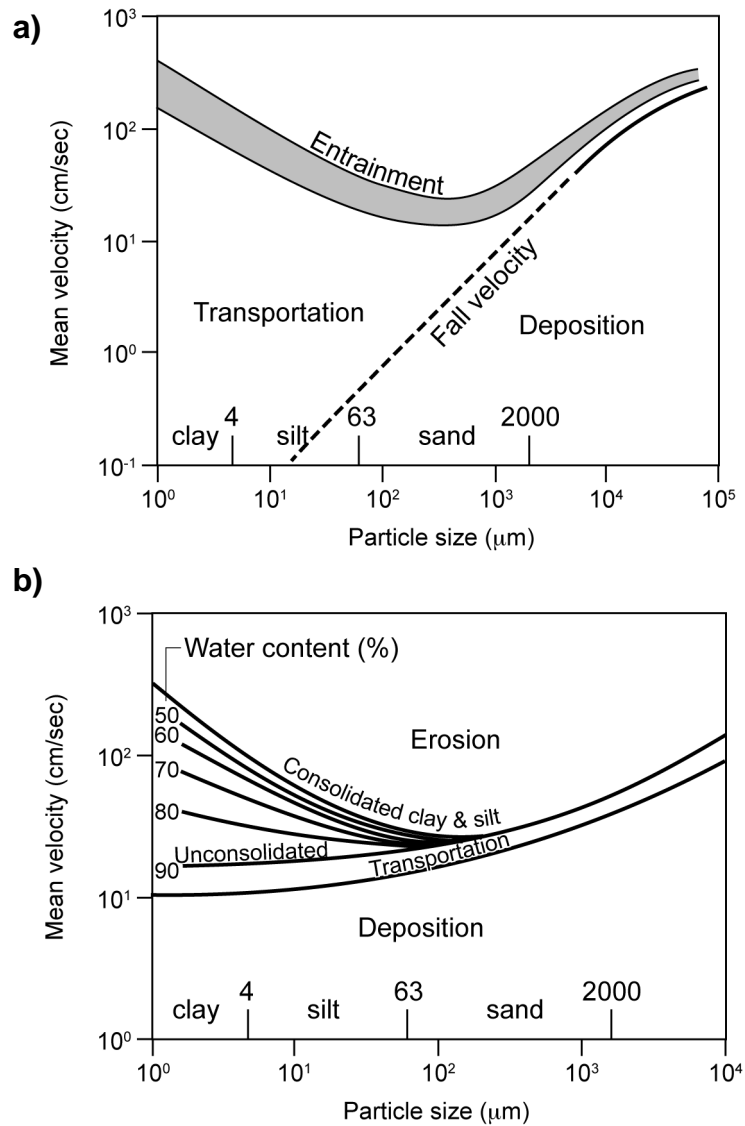 a)
10³
10²
10¹
10⁰
10⁻¹
Mean velocity (cm/sec)
Entrainment
Transportation
Fall velocity
Deposition
4 63 2000
clay silt sand
10⁰ 10¹ 10² 10³ 10⁴ 10⁵
Particle size (μm)
b)
10³
10²
10¹
10⁰
Mean velocity (cm/sec)
Water content (%)
50
60
70
80
90
Erosion
Consolidated clay & silt
Unconsolidated
Transportation
Deposition
4 63 2000
clay silt sand
10⁰ 10¹ 10² 10³ 10⁴
Particle size (μm)